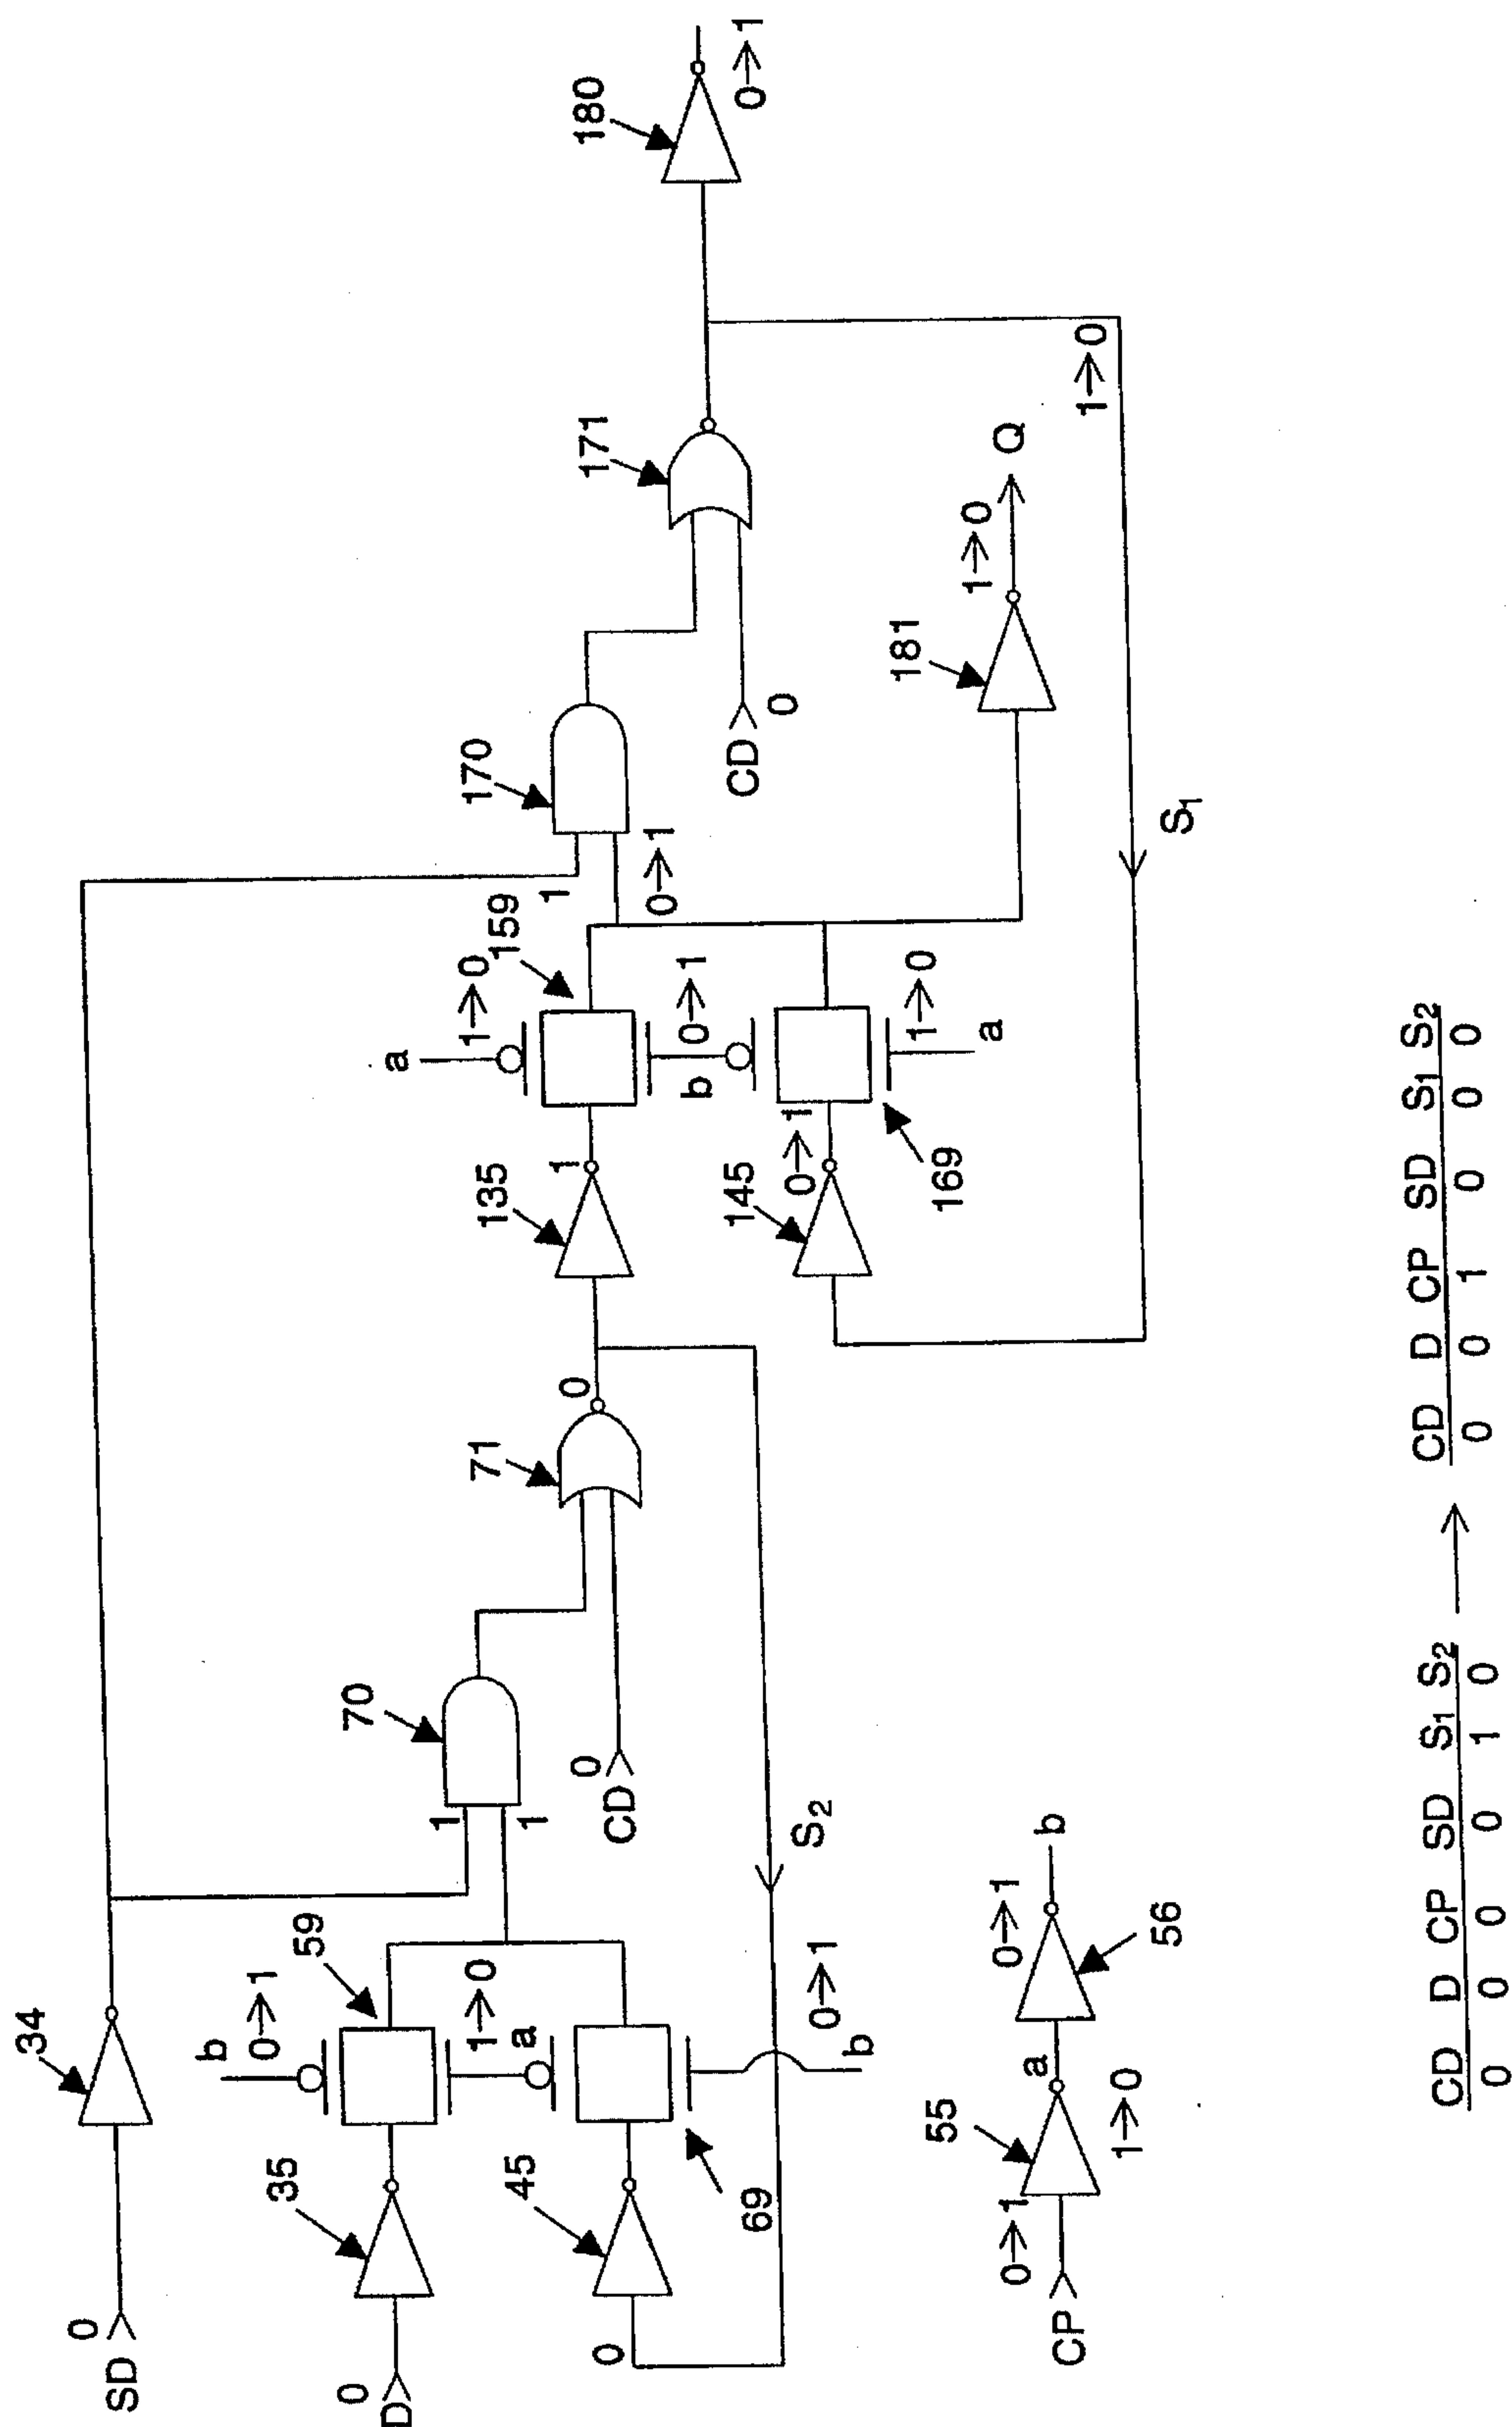 0
SD
34
0
D
35
b
0→1
59
1→0
a
0
45
69
0→1
b
S2
1
1
70
0
CD
71
0
135
1
a
1→0
159
b
0→1
145
0→1
169
1→0
a
1
0→1
170
CD
0
171
180
0→1
181
1→0
Q
1→0
S1
CP
0→1
55
1→0
a
56
0→1
b
CD D CP SD S1 S2 → CD D CP SD S1 S2
0 0 0 0 1 0 0 0 1 0 0 0